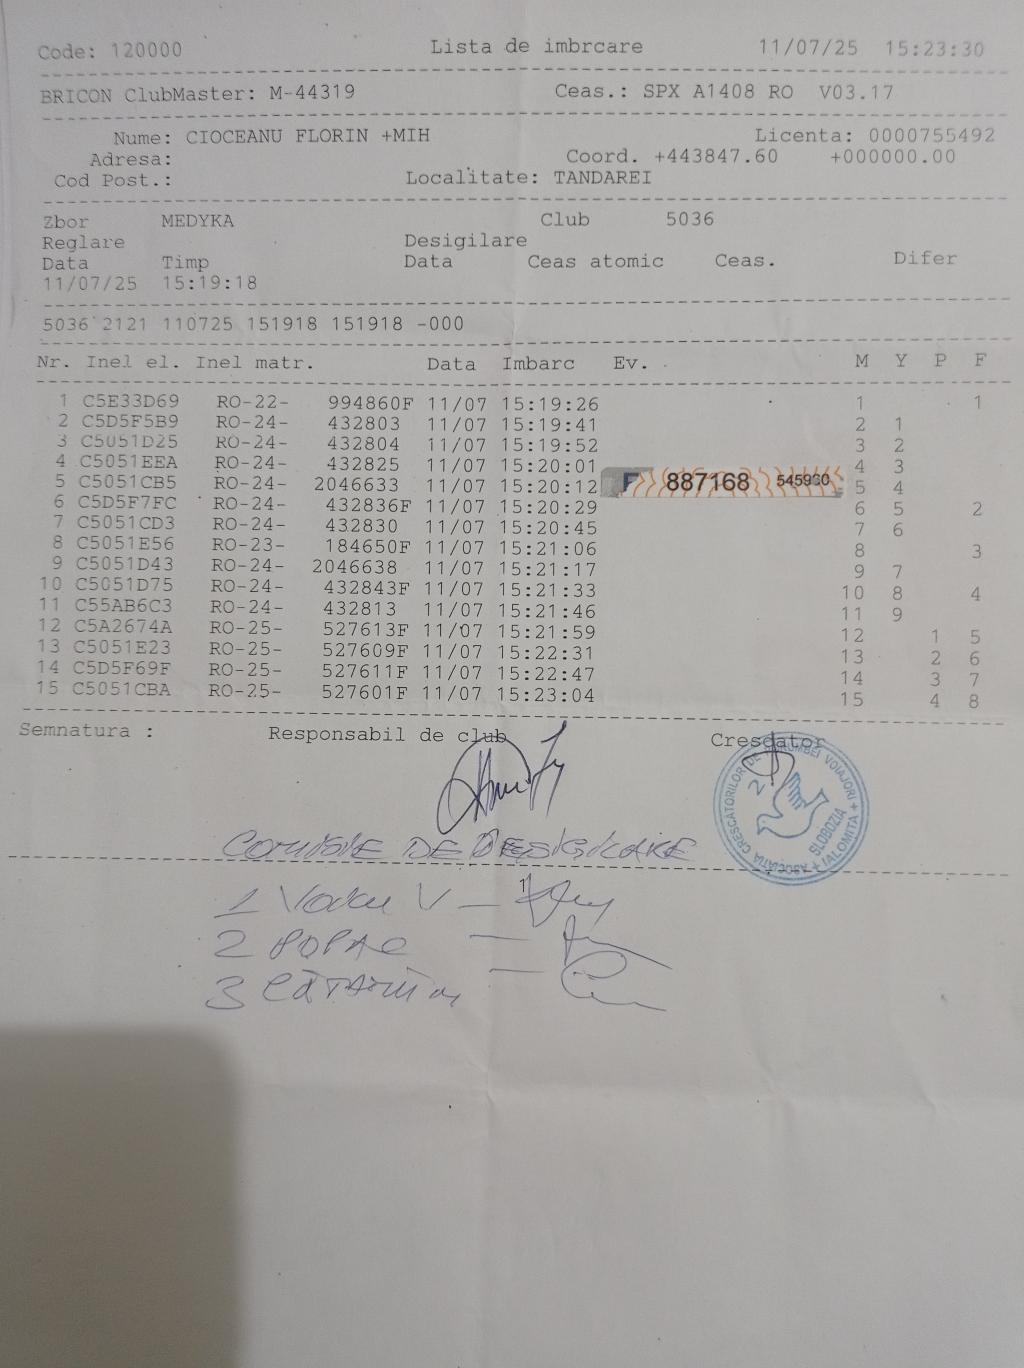 Code: 120000 Lista de imbrcare 11/07/25 15:23:30
BRICON ClubMaster: M-44319 Ceas.: SPX A1408 RO V03.17
Nume: CIOCEANU FLORIN +MIH Licenta: 0000755492
Adresa: Coord. +443847.60 +000000.00
Cod Post.: Localitate: TANDAREI
Zbor MEDYKA Club 5036
Reglare Desigilare
Data Timp Data Ceas atomic Ceas. Difer
11/07/25 15:19:18
5036 2121 110725 151918 151918 -000
Nr. Inel el. Inel matr. Data Imbarc Ev. M Y P F
1 C5E33D69 RO-22- 994860F 11/07 15:19:26 1 1
2 C5D5F5B9 RO-24- 432803 11/07 15:19:41 2 1
3 C5051D25 RO-24- 432804 11/07 15:19:52 3 2
4 C5051EEA RO-24- 432825 11/07 15:20:01 4 3
5 C5051CB5 RO-24- 2046633 11/07 15:20:12 F 887168 545980 5 4
6 C5D5F7FC RO-24- 432836F 11/07 15:20:29 6 5 2
7 C5051CD3 RO-24- 432830 11/07 15:20:45 7 6
8 C5051E56 RO-23- 184650F 11/07 15:21:06 8 3
9 C5051D43 RO-24- 2046638 11/07 15:21:17 9 7
10 C5051D75 RO-24- 432843F 11/07 15:21:33 10 8 4
11 C55AB6C3 RO-24- 432813 11/07 15:21:46 11 9
12 C5A2674A RO-25- 527613F 11/07 15:21:59 12 1 5
13 C5051E23 RO-25- 527609F 11/07 15:22:31 13 2 6
14 C5D5F69F RO-25- 527611F 11/07 15:22:47 14 3 7
15 C5051CBA RO-25- 527601F 11/07 15:23:04 15 4 8
Semnatura : Responsabil de club Crescator
ASOCIATIA CRESCĂTORILOR DE PORUMBEI VOIAJORI + IALOMITA +
2
SLOBOZIA
COMISIE DE DESIGILARE
1
1 Voicu V —
2 POPA C —
3 CĂTĂLIN —